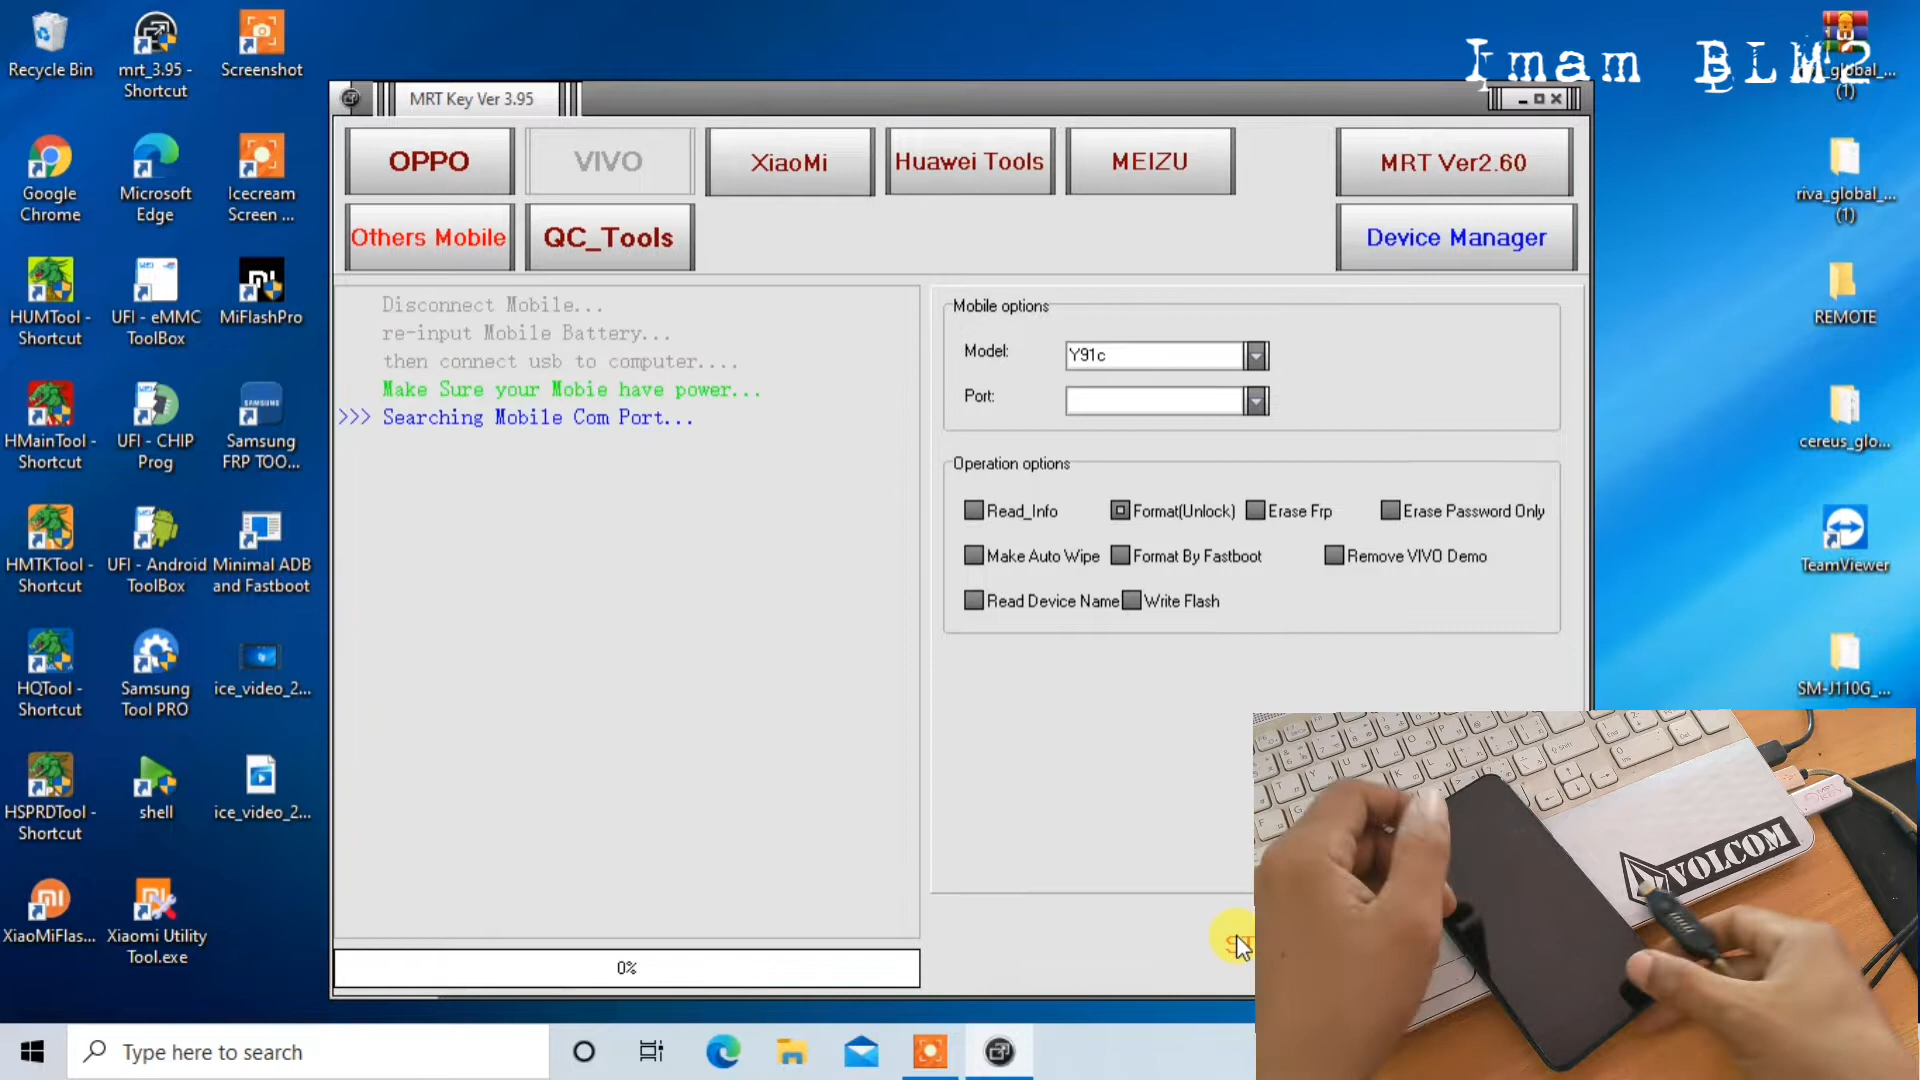 Imam BLM2
Recycle Bin
mrt_3.95 -
Shortcut
Screenshot
Google
Chrome
Microsoft
Edge
Icecream
Screen ...
HUMTool -
Shortcut
UFI - eMMC
ToolBox
MiFlashPro
HMainTool -
Shortcut
UFI - CHIP
Prog
SAMSUNG
Samsung
FRP TOO...
HMTKTool -
Shortcut
UFI - Android
ToolBox
Minimal ADB
and Fastboot
HQTool -
Shortcut
Samsung
Tool PRO
ice_video_2...
HSPRDTool -
Shortcut
shell
ice_video_2...
XiaoMiFlas...
Xiaomi Utility
Tool.exe
MRT Key Ver 3.95
OPPO
VIVO
XiaoMi
Huawei Tools
MEIZU
MRT Ver2.60
Others Mobile
QC_Tools
Device Manager
Disconnect Mobile...
re-input Mobile Battery...
then connect usb to computer....
Make Sure your Mobie have power...
>>> Searching Mobile Com Port...
0%
Mobile options
Model:
Y91c
Port:
Operation options
Read_Info
Format(Unlock)
Erase Frp
Erase Password Only
Make Auto Wipe
Format By Fastboot
Remove VIVO Demo
Read Device Name
Write Flash
(1)
riva_global_...
(1)
REMOTE
cereus_glo...
TeamViewer
SM-J110G_...
VOLCOM
Type here to search